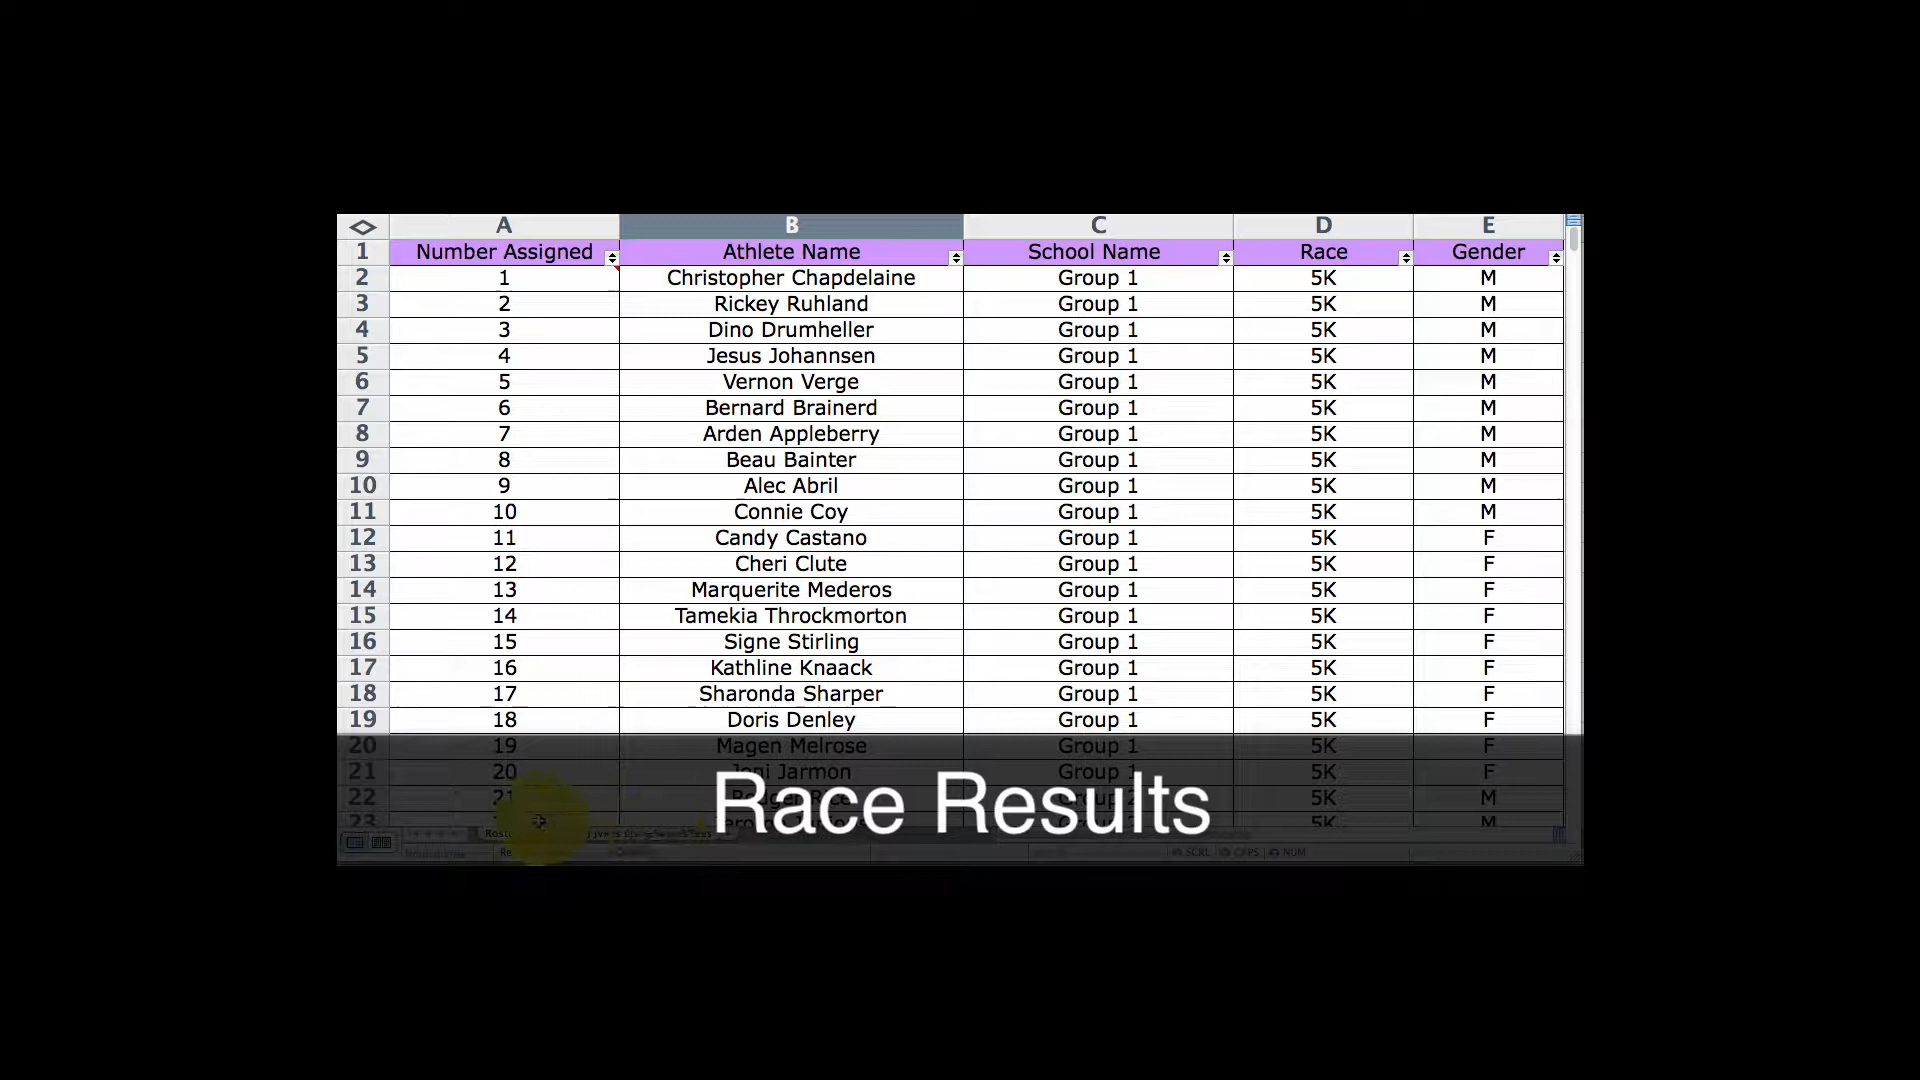 A B C D E
1 Number Assigned Athlete Name School Name Race Gender
2 1 Christopher Chapdelaine Group 1 5K M
3 2 Rickey Ruhland Group 1 5K M
4 3 Dino Drumheller Group 1 5K M
5 4 Jesus Johannsen Group 1 5K M
6 5 Vernon Verge Group 1 5K M
7 6 Bernard Brainerd Group 1 5K M
8 7 Arden Appleberry Group 1 5K M
9 8 Beau Bainter Group 1 5K M
10 9 Alec Abril Group 1 5K M
11 10 Connie Coy Group 1 5K M
12 11 Candy Castano Group 1 5K F
13 12 Cheri Clute Group 1 5K F
14 13 Marquerite Mederos Group 1 5K F
15 14 Tamekia Throckmorton Group 1 5K F
16 15 Signe Stirling Group 1 5K F
17 16 Kathline Knaack Group 1 5K F
18 17 Sharonda Sharper Group 1 5K F
19 18 Doris Denley Group 1 5K F
20 19 Magen Melrose Group 1 5K F
21 20 Jarmon Group 1 5K F
22 21 5K M
23 5K M
Race Results
SCRL CAPS NUM